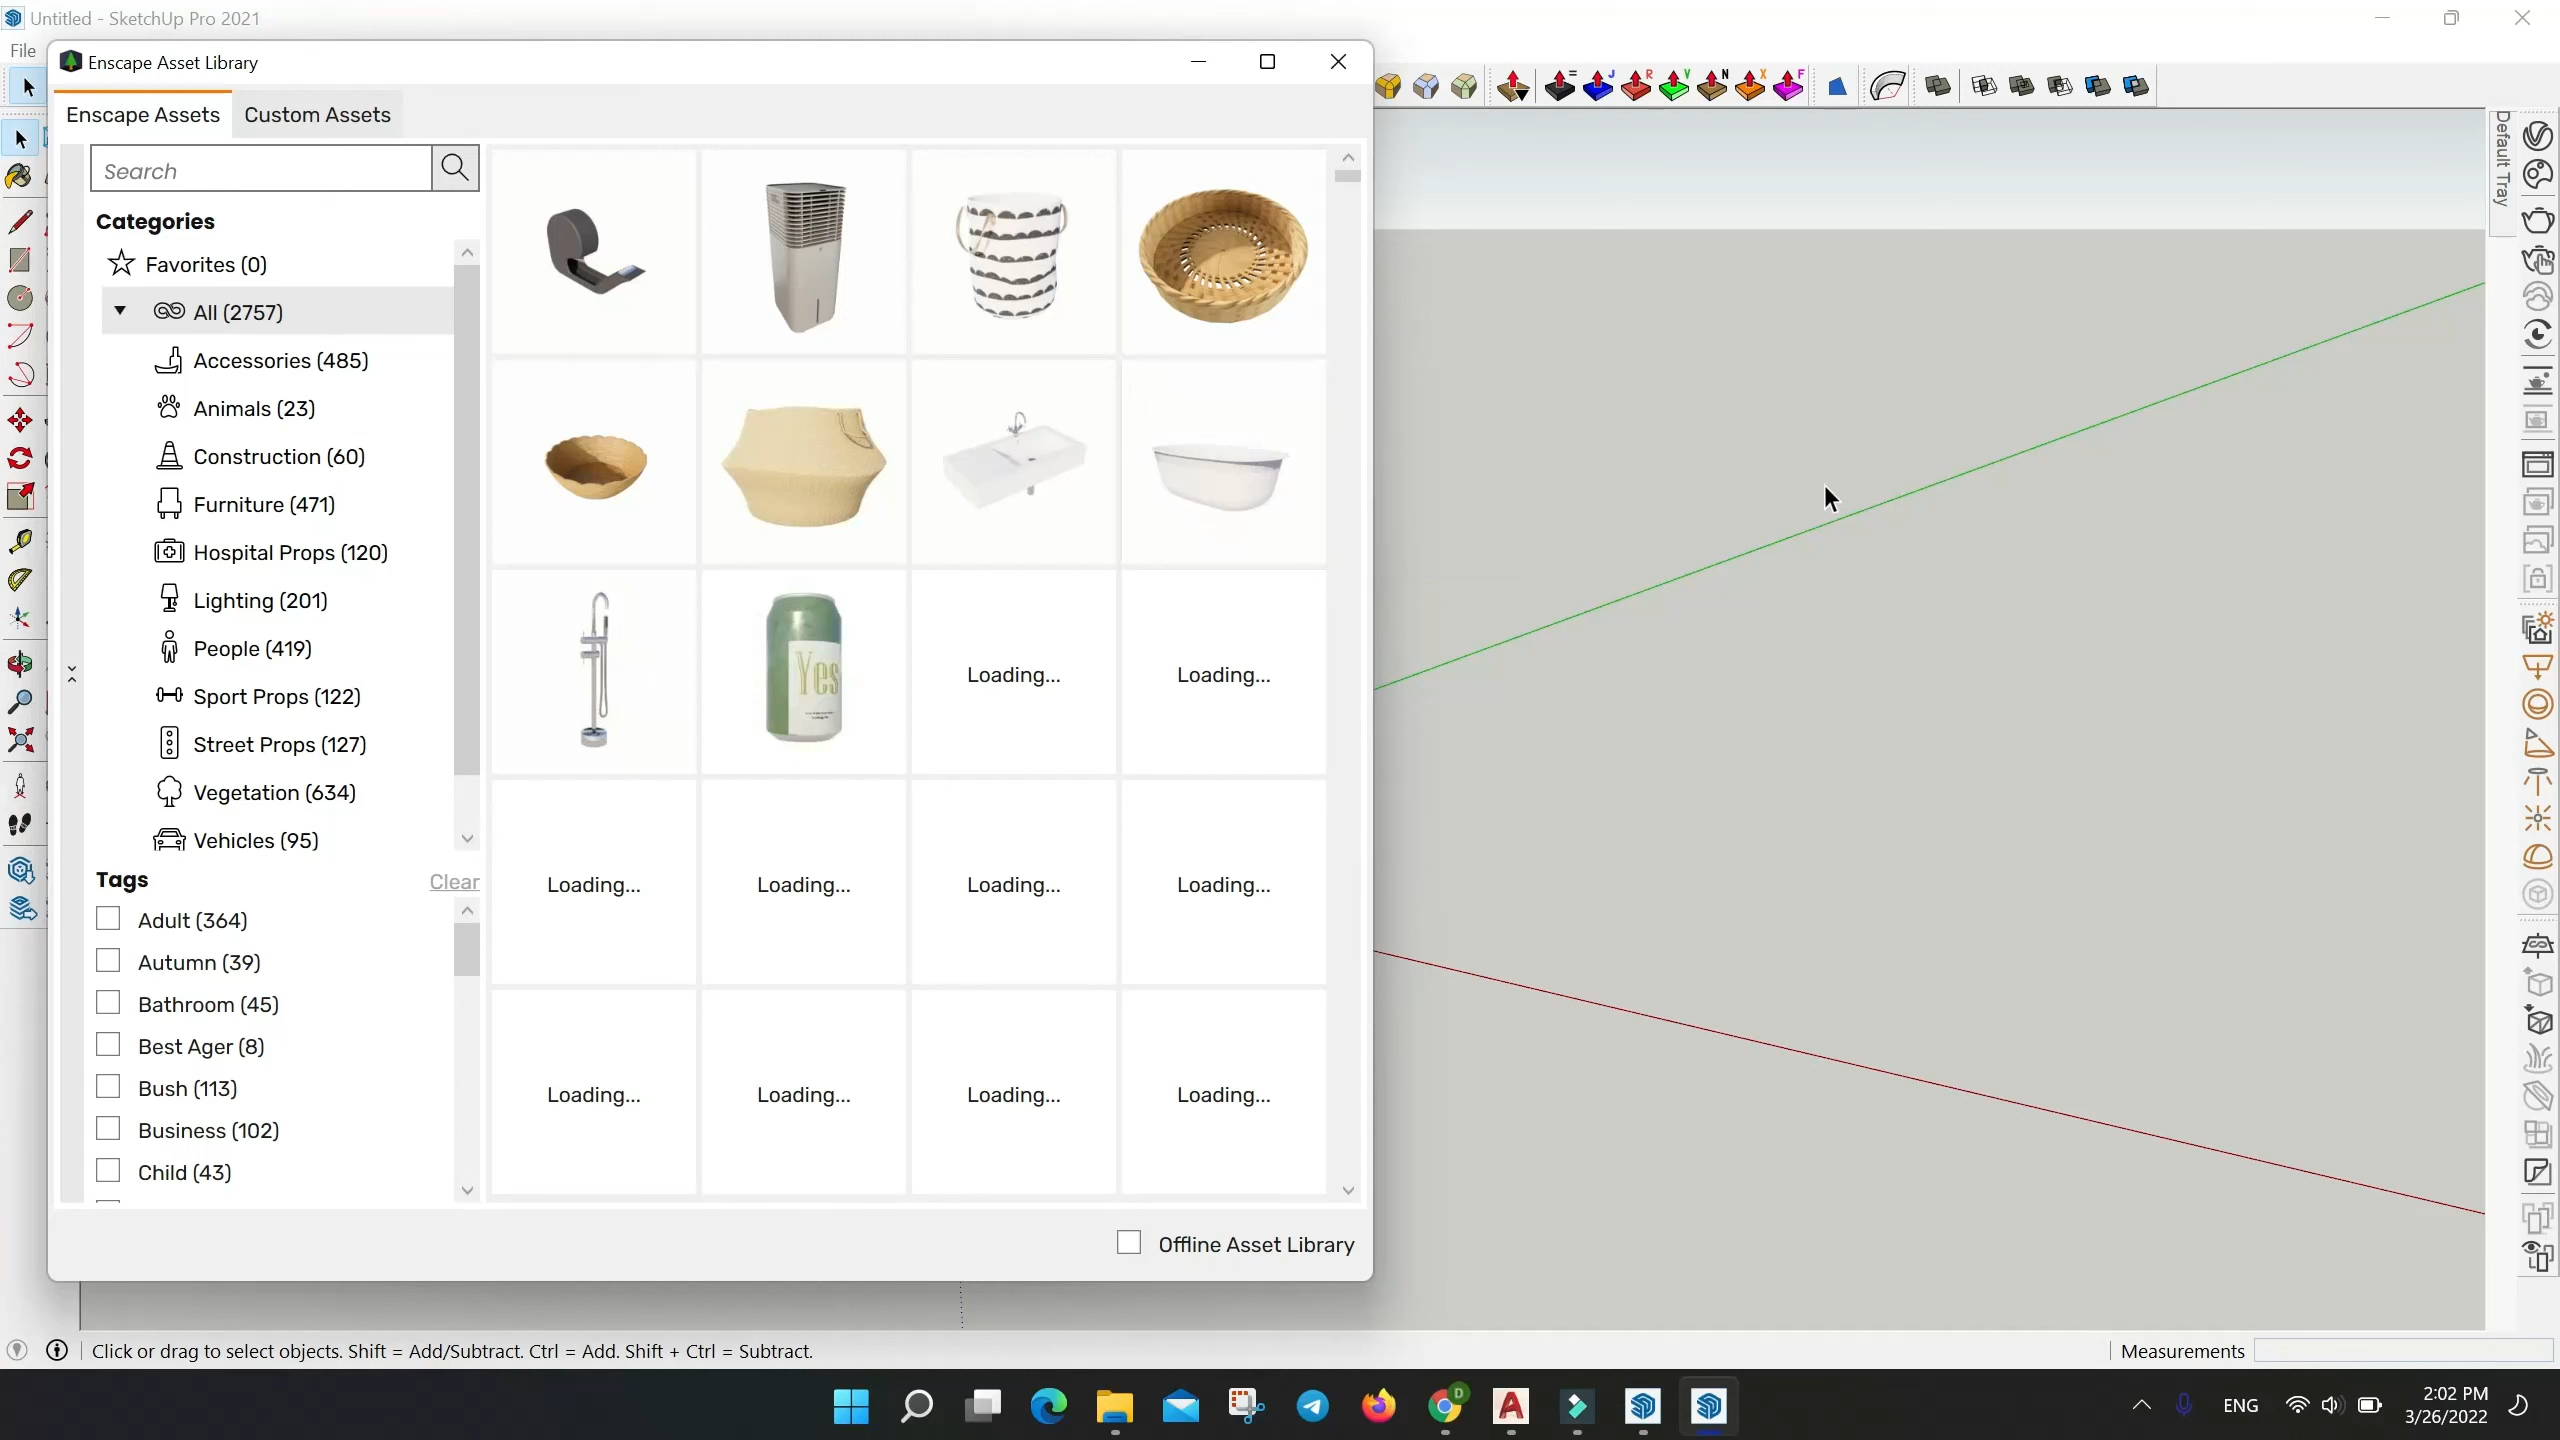 Untitled - SketchUp Pro 2021
File
Enscape Asset Library
= J R V N X F
Enscape Assets
Custom Assets
Default Tray
Search
Categories
Favorites (0)
All (2757)
Accessories (485)
Animals (23)
Construction (60)
Furniture (471)
Hospital Props (120)
Lighting (201)
People (419)
Sport Props (122)
Street Props (127)
Vegetation (634)
Vehicles (95)
Yes
Loading... Loading...
Loading... Loading... Loading... Loading...
Loading... Loading... Loading... Loading...
Tags
Clear
Adult (364)
Autumn (39)
Bathroom (45)
Best Ager (8)
Bush (113)
Business (102)
Child (43)
Offline Asset Library
Click or drag to select objects. Shift = Add/Subtract. Ctrl = Add. Shift + Ctrl = Subtract.
Measurements
D
A
ENG
2:02 PM
3/26/2022